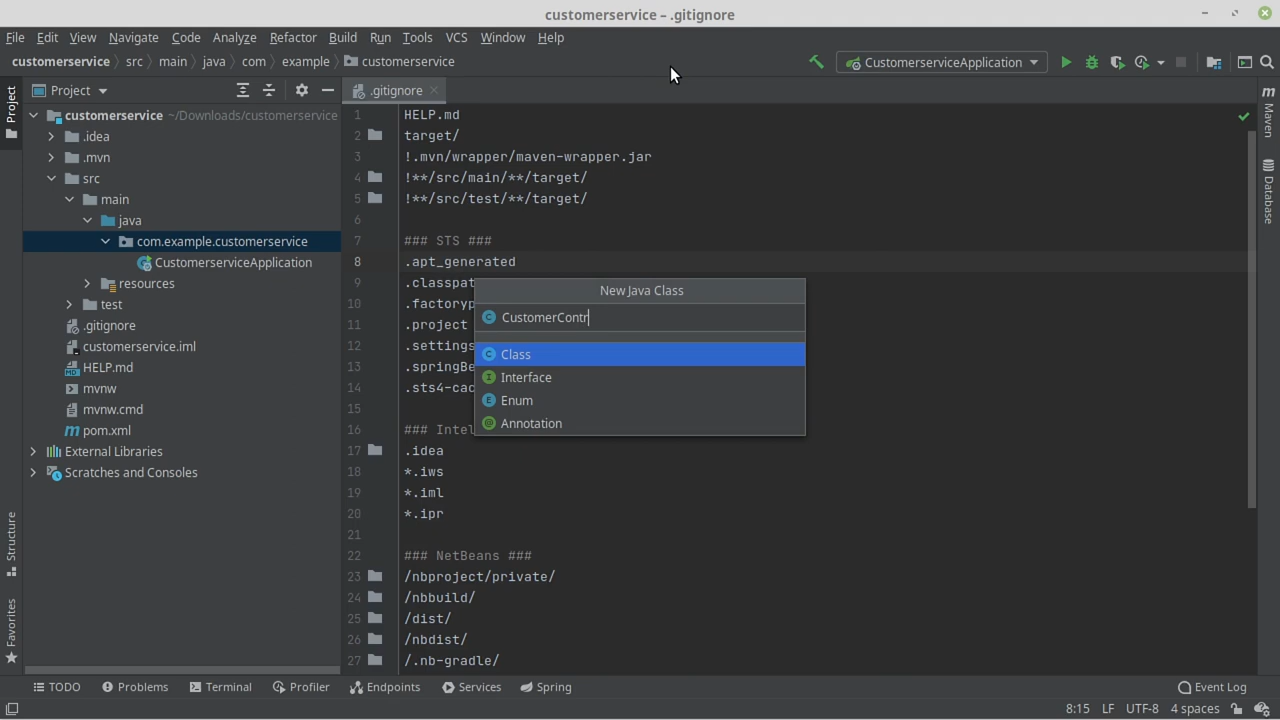 customerservice – .gitignore
File Edit View Navigate Code Analyze Refactor Build Run Tools VCS Window Help
customerservice src main java com example customerservice
CustomerserviceApplication
Project
Project
.gitignore
customerservice ~/Downloads/customerservice
.idea
.mvn
src
main
java
com.example.customerservice
CustomerserviceApplication
resources
test
.gitignore
customerservice.iml
HELP.md
mvnw
mvnw.cmd
pom.xml
External Libraries
Scratches and Consoles
Structure
Favorites
1 HELP.md
2 target/
3 !.mvn/wrapper/maven-wrapper.jar
4 !**/src/main/**/target/
5 !**/src/test/**/target/
6
7 ### STS ###
8 .apt_generated
9 .classpat
10 .factoryp
11 .project
12 .settings
13 .springBe
14 .sts4-cac
15
16 ### Intel
17 .idea
18 *.iws
19 *.iml
20 *.ipr
21
22 ### NetBeans ###
23 /nbproject/private/
24 /nbbuild/
25 /dist/
26 /nbdist/
27 /.nb-gradle/
New Java Class
CustomerContr
Class
Interface
Enum
Annotation
Maven
Database
TODO Problems Terminal Profiler Endpoints Services Spring Event Log
8:15 LF UTF-8 4 spaces